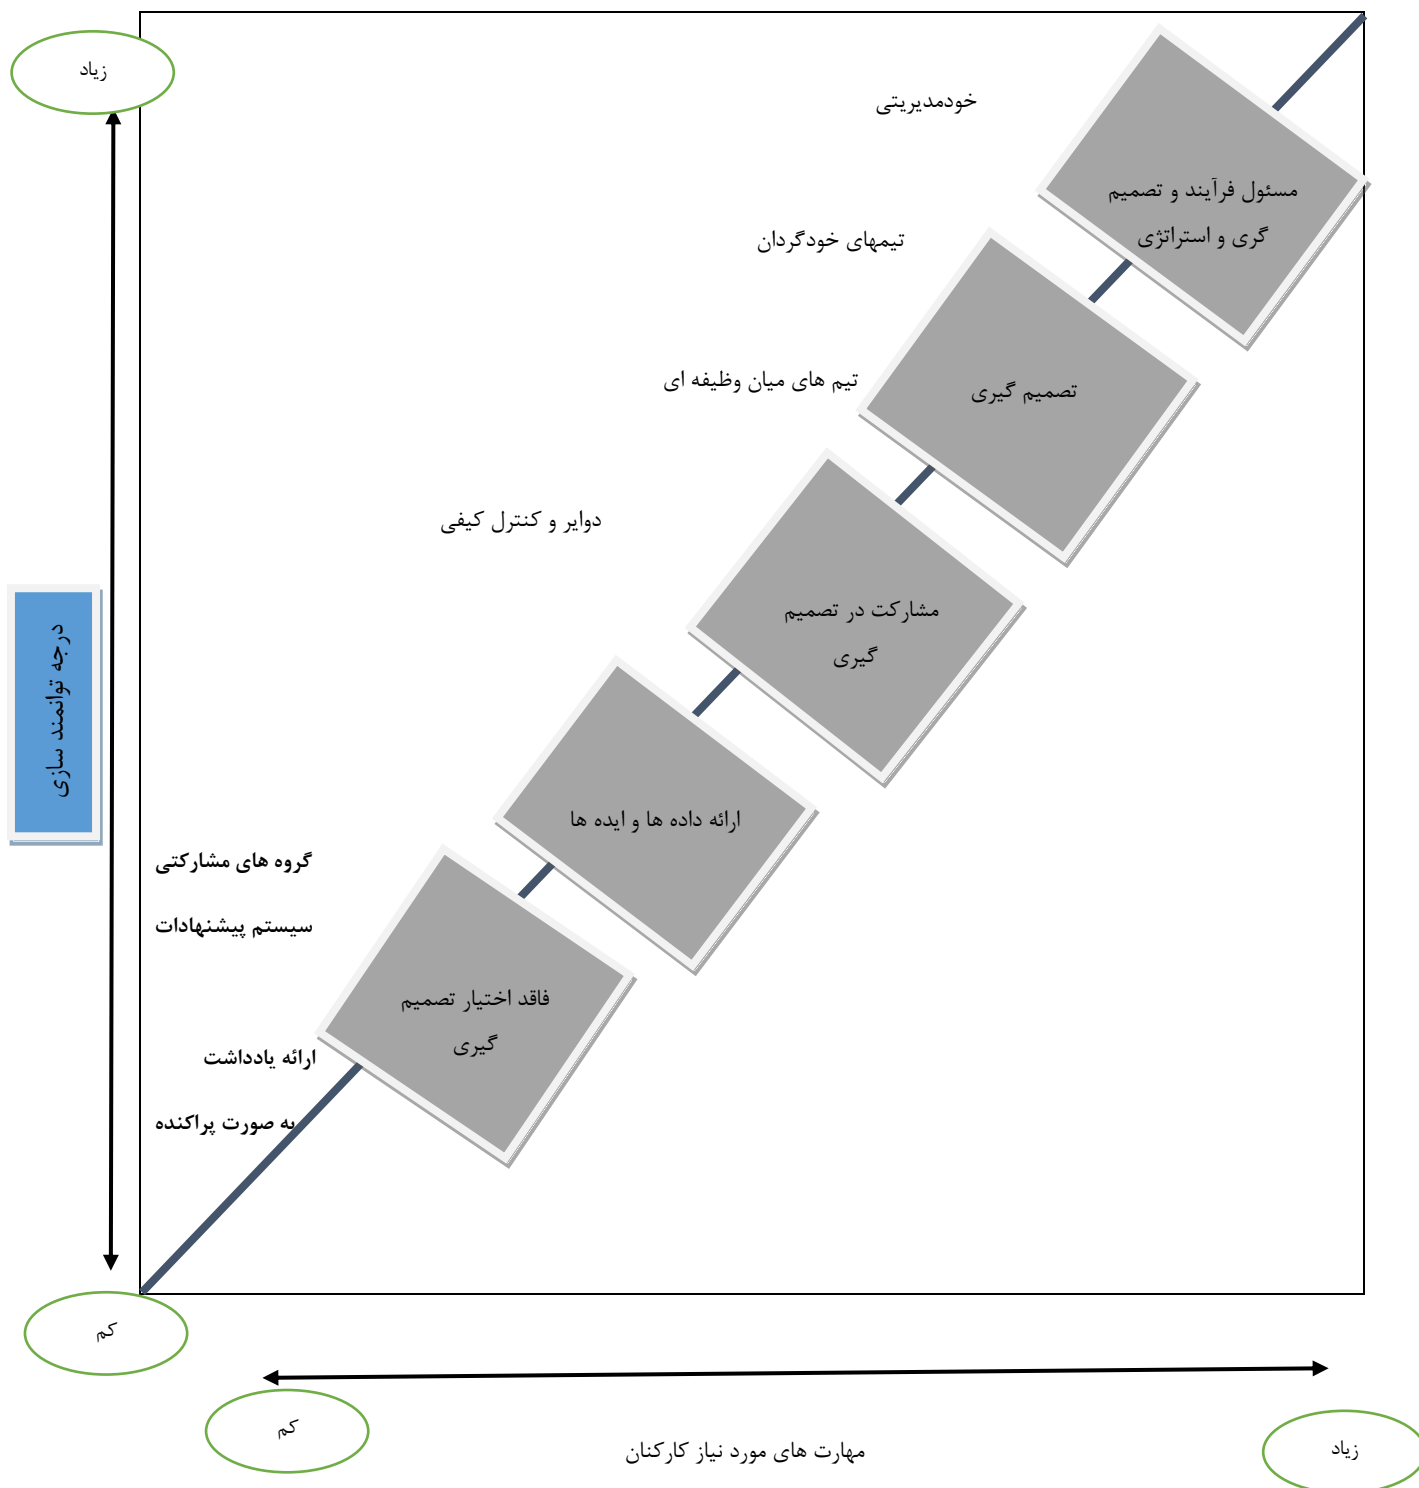 زیاد
خودمدیریتی
مسئول فرآیند و تصمیم
گری و استراتژی
تیمهای خودگردان
تیم های میان وظیفه ای
تصمیم گیری
دوایر و کنترل کیفی
مشارکت در تصمیم
گیری
درجه توانمند سازی
ارائه داده ها و ایده ها
گروه های مشارکتی
سیستم پیشنهادات
فاقد اختیار تصمیم
گیری
ارائه یادداشت
به صورت پراکنده
کم
کم
مهارت های مورد نیاز کارکنان
زیاد